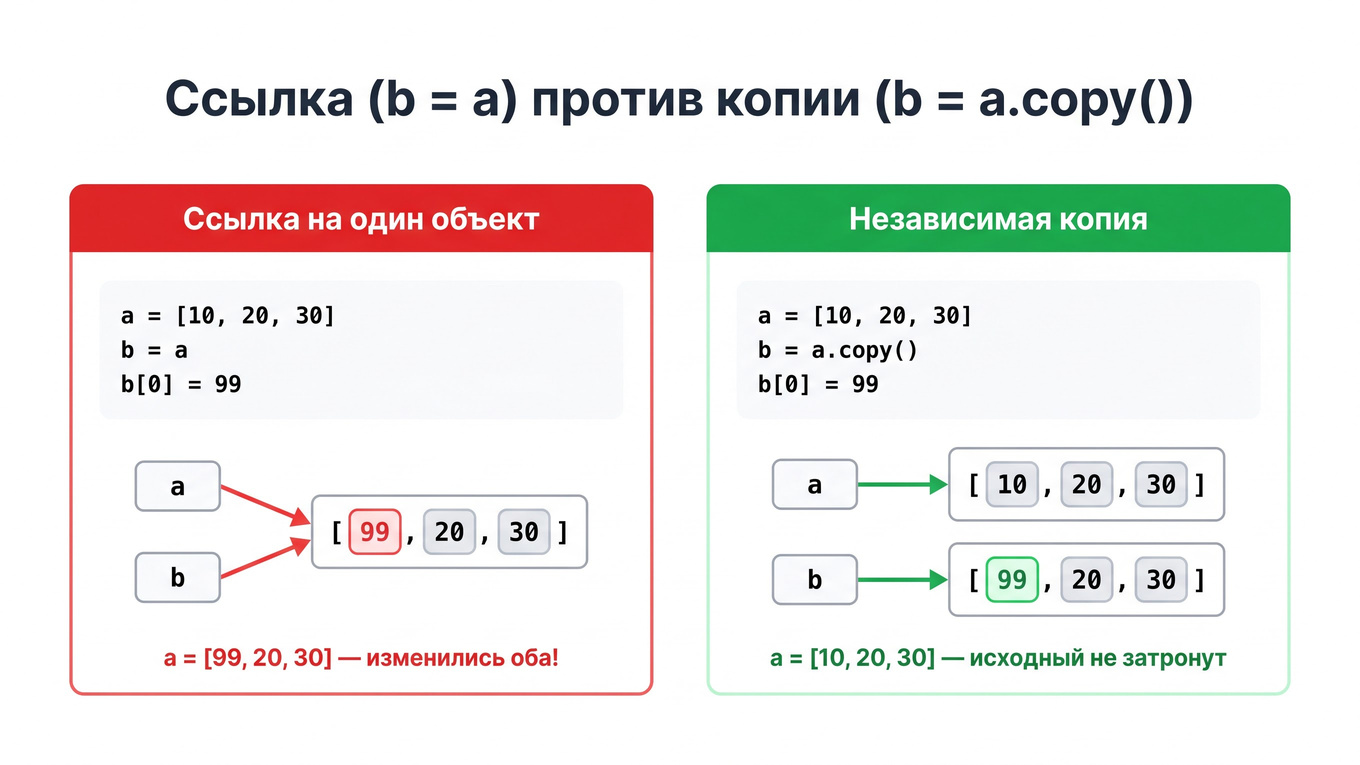 Ссылка (b = a) против копии (b = a.copy())
Ссылка на один объект
a = [10, 20, 30]
b = a
b[0] = 99
a
b
[ 99 , 20 , 30 ]
a = [99, 20, 30] — изменились оба!
Независимая копия
a = [10, 20, 30]
b = a.copy()
b[0] = 99
a
[ 10 , 20 , 30 ]
b
[ 99 , 20 , 30 ]
a = [10, 20, 30] — исходный не затронут